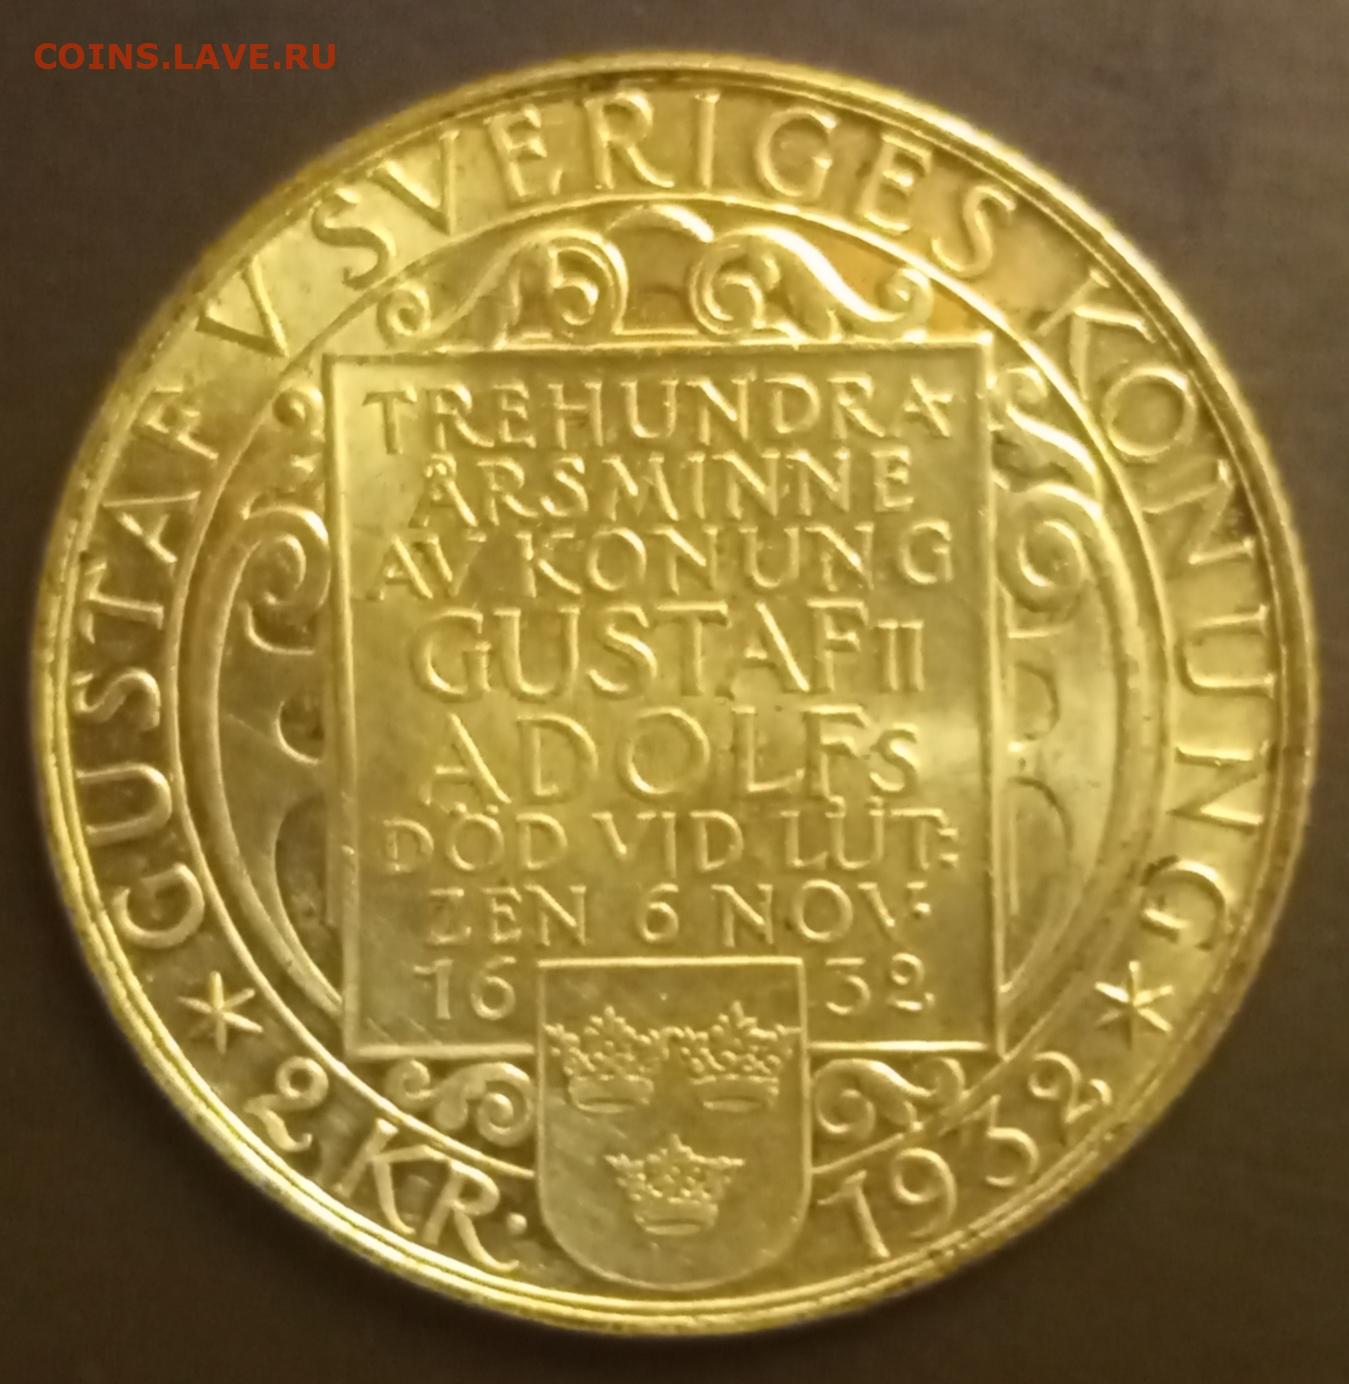 COINS.LAVE.RU
GUSTAF V SVERIGES KONUNG
TREHUNDRA
ÅRSMINNE
AV KONUNG
GUSTAF II
ADOLFS
DÖD VID LÜT:
ZEN 6 NOV:
16 32
* 2 KR. 1932 *